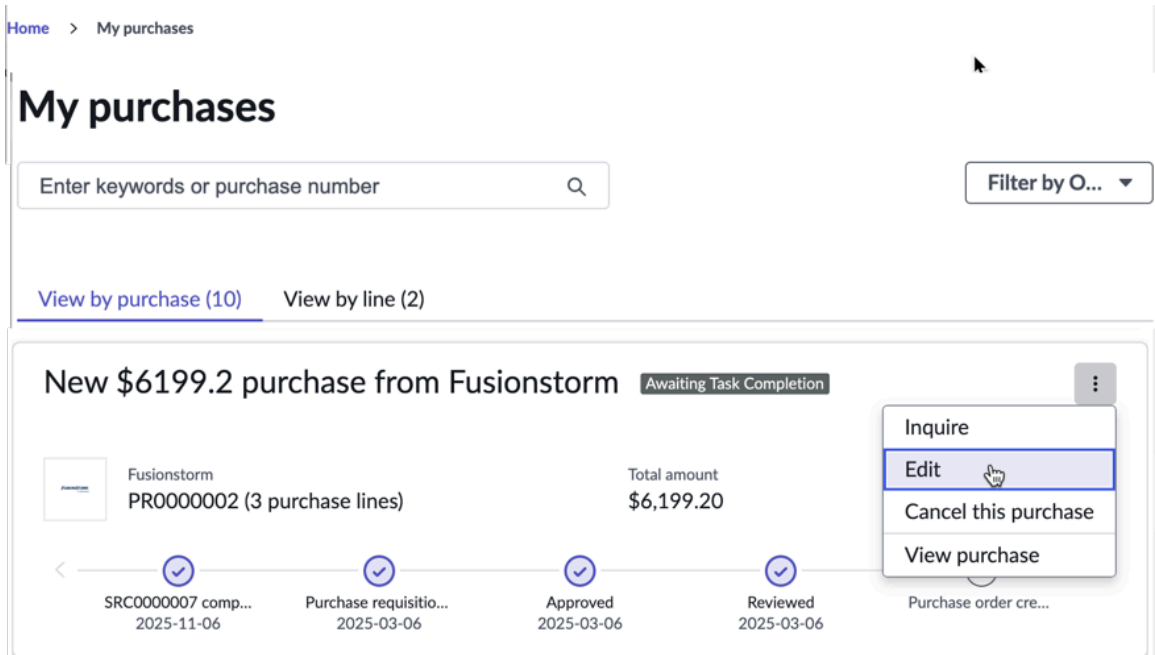 Home > My purchases
My purchases
Enter keywords or purchase number
Filter by O...
View by purchase (10) View by line (2)
New $6199.2 purchase from Fusionstorm Awaiting Task Completion
Inquire
Edit
Cancel this purchase
View purchase
Fusionstorm
PR0000002 (3 purchase lines)
Total amount
$6,199.20
SRC0000007 comp...
2025-11-06
Purchase requisitio...
2025-03-06
Approved
2025-03-06
Reviewed
2025-03-06
Purchase order cre...